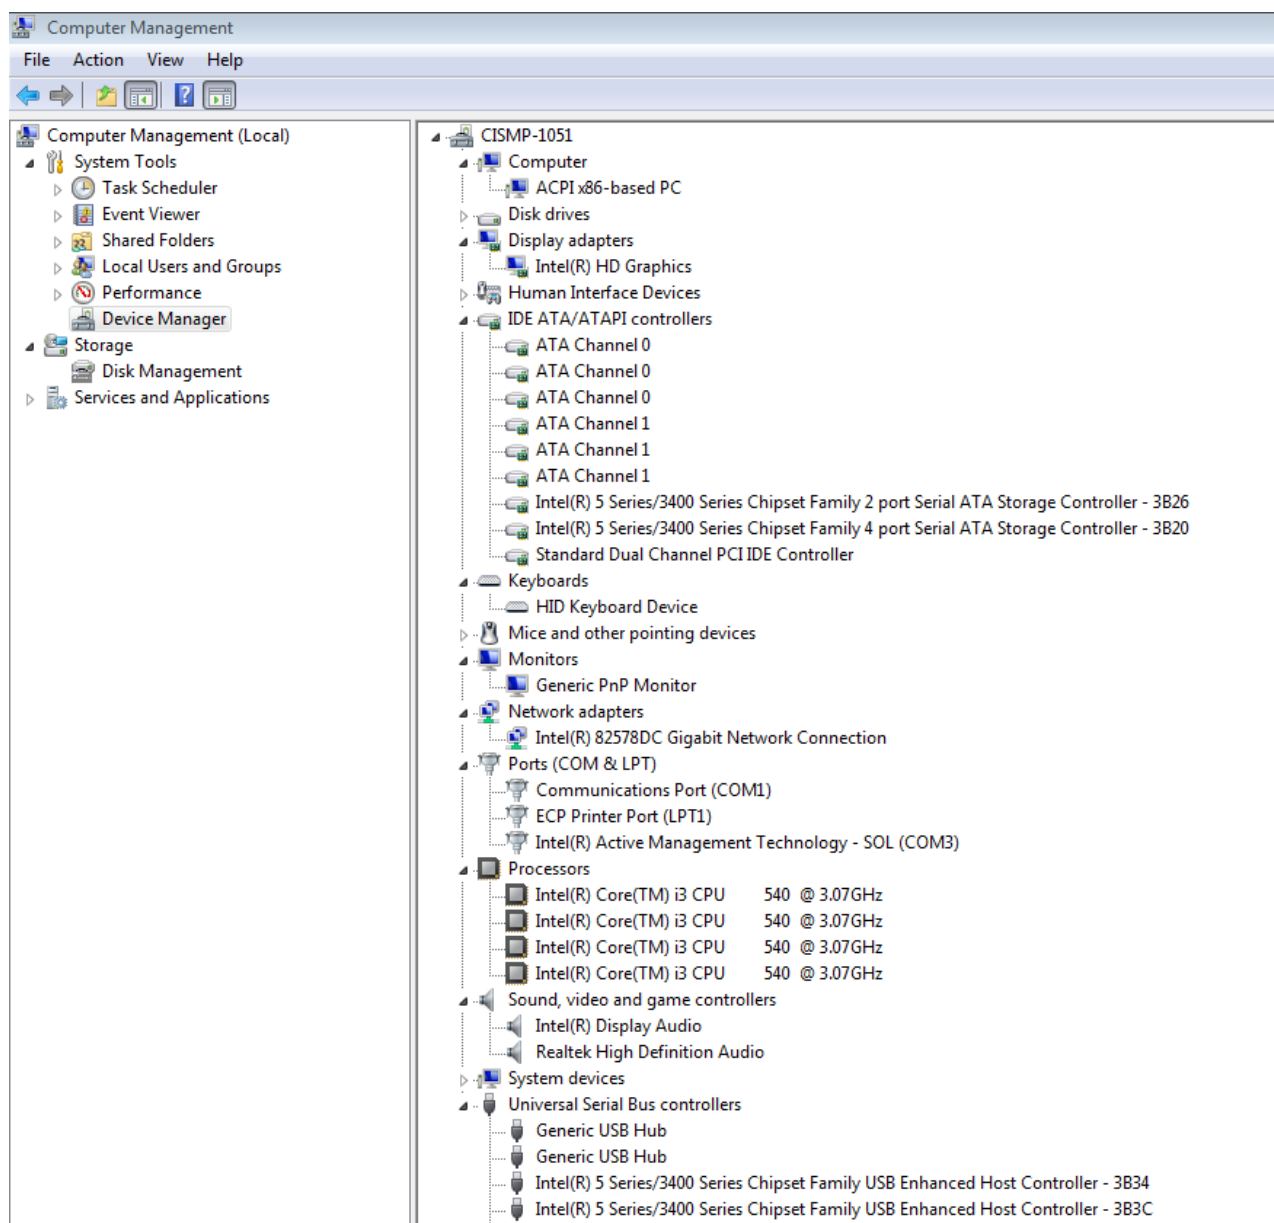 Computer Management
File Action View Help
Computer Management (Local)
System Tools
Task Scheduler
Event Viewer
Shared Folders
Local Users and Groups
Performance
Device Manager
Storage
Disk Management
Services and Applications
CISMP-1051
Computer
ACPI x86-based PC
Disk drives
Display adapters
Intel(R) HD Graphics
Human Interface Devices
IDE ATA/ATAPI controllers
ATA Channel 0
ATA Channel 0
ATA Channel 0
ATA Channel 1
ATA Channel 1
ATA Channel 1
Intel(R) 5 Series/3400 Series Chipset Family 2 port Serial ATA Storage Controller - 3B26
Intel(R) 5 Series/3400 Series Chipset Family 4 port Serial ATA Storage Controller - 3B20
Standard Dual Channel PCI IDE Controller
Keyboards
HID Keyboard Device
Mice and other pointing devices
Monitors
Generic PnP Monitor
Network adapters
Intel(R) 82578DC Gigabit Network Connection
Ports (COM & LPT)
Communications Port (COM1)
ECP Printer Port (LPT1)
Intel(R) Active Management Technology - SOL (COM3)
Processors
Intel(R) Core(TM) i3 CPU 540 @ 3.07GHz
Intel(R) Core(TM) i3 CPU 540 @ 3.07GHz
Intel(R) Core(TM) i3 CPU 540 @ 3.07GHz
Intel(R) Core(TM) i3 CPU 540 @ 3.07GHz
Sound, video and game controllers
Intel(R) Display Audio
Realtek High Definition Audio
System devices
Universal Serial Bus controllers
Generic USB Hub
Generic USB Hub
Intel(R) 5 Series/3400 Series Chipset Family USB Enhanced Host Controller - 3B34
Intel(R) 5 Series/3400 Series Chipset Family USB Enhanced Host Controller - 3B3C